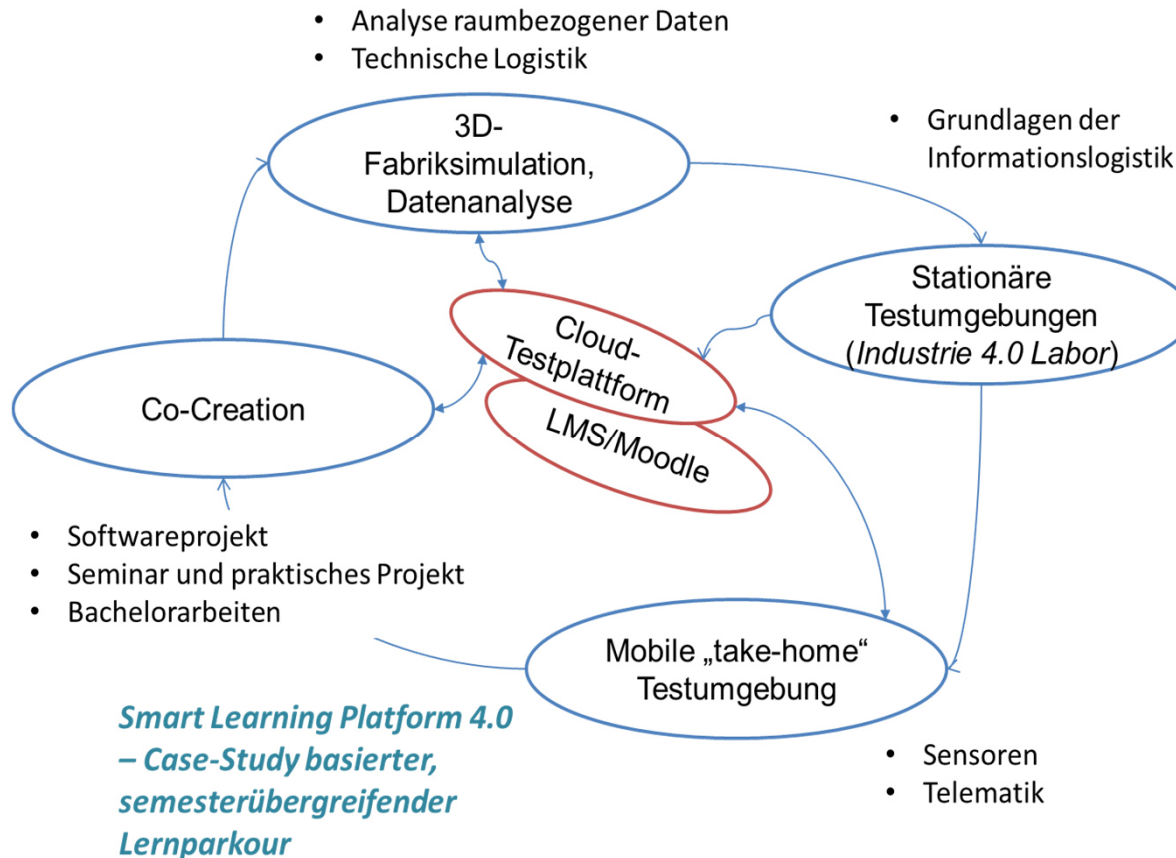 • Analyse raumbezogener Daten
• Technische Logistik
3D-
Fabriksimulation,
Datenanalyse
• Grundlagen der
Informationslogistik
Stationäre
Testumgebungen
(Industrie 4.0 Labor)
Cloud-
Testplattform
LMS/Moodle
Co-Creation
• Softwareprojekt
• Seminar und praktisches Projekt
• Bachelorarbeiten
Mobile „take-home“
Testumgebung
Smart Learning Platform 4.0
– Case-Study basierter,
semesterübergreifender
Lernparkour
• Sensoren
• Telematik